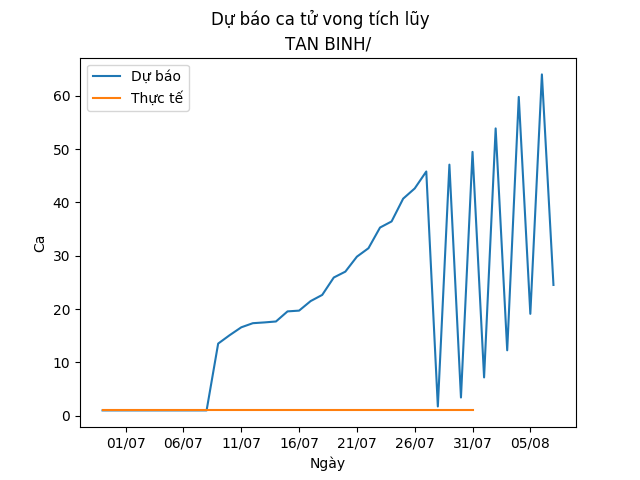 Dự báo ca tử vong tích lũy
TAN BINH/
Dự báo
Thực tế
60
50
40
30
20
10
0
Ca
01/07 06/07 11/07 16/07 21/07 26/07 31/07 05/08
Ngày